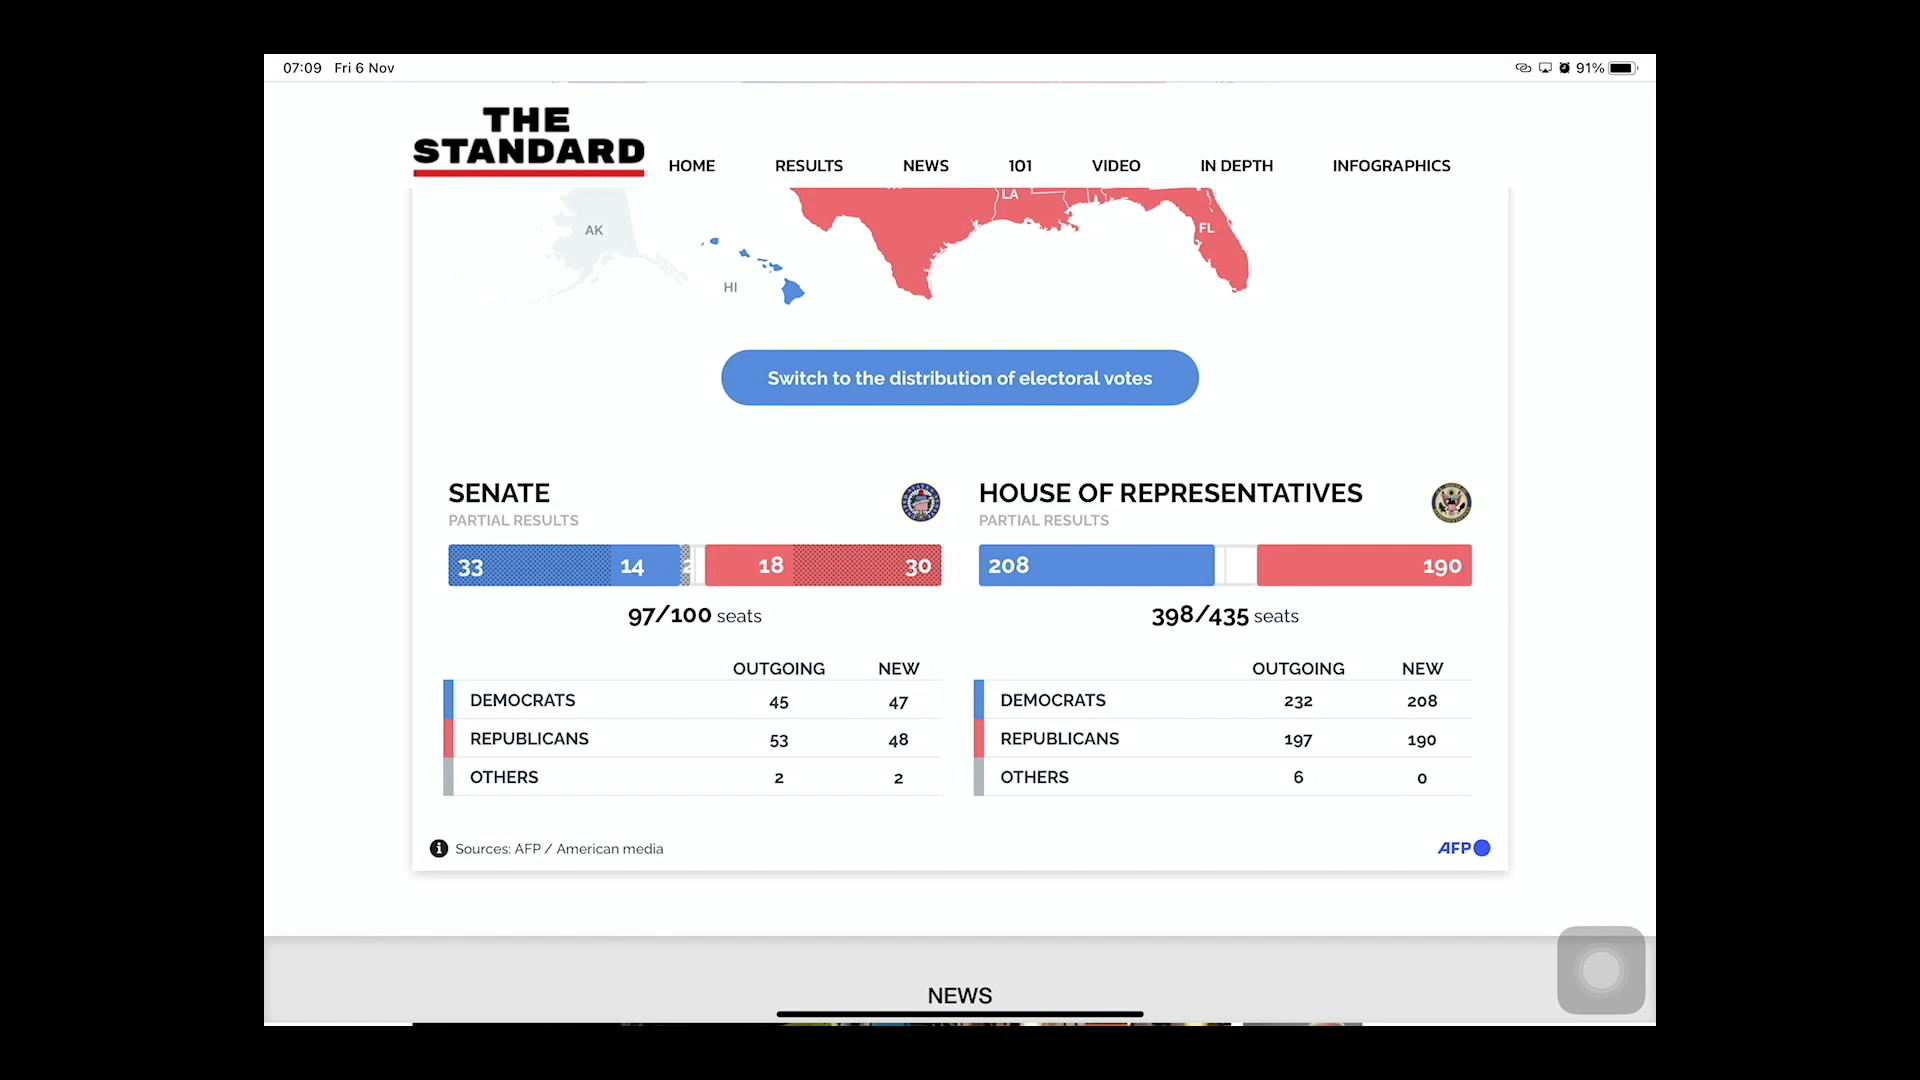 07:09 Fri 6 Nov
91%
THE
STANDARD
HOME RESULTS NEWS 101 VIDEO IN DEPTH INFOGRAPHICS
LA
AK
FL
HI
Switch to the distribution of electoral votes
SENATE
PARTIAL RESULTS
33 14 2 18 30
97/100 seats
OUTGOING NEW
DEMOCRATS 45 47
REPUBLICANS 53 48
OTHERS 2 2
HOUSE OF REPRESENTATIVES
PARTIAL RESULTS
208 190
398/435 seats
OUTGOING NEW
DEMOCRATS 232 208
REPUBLICANS 197 190
OTHERS 6 0
Sources: AFP / American media
AFP
NEWS